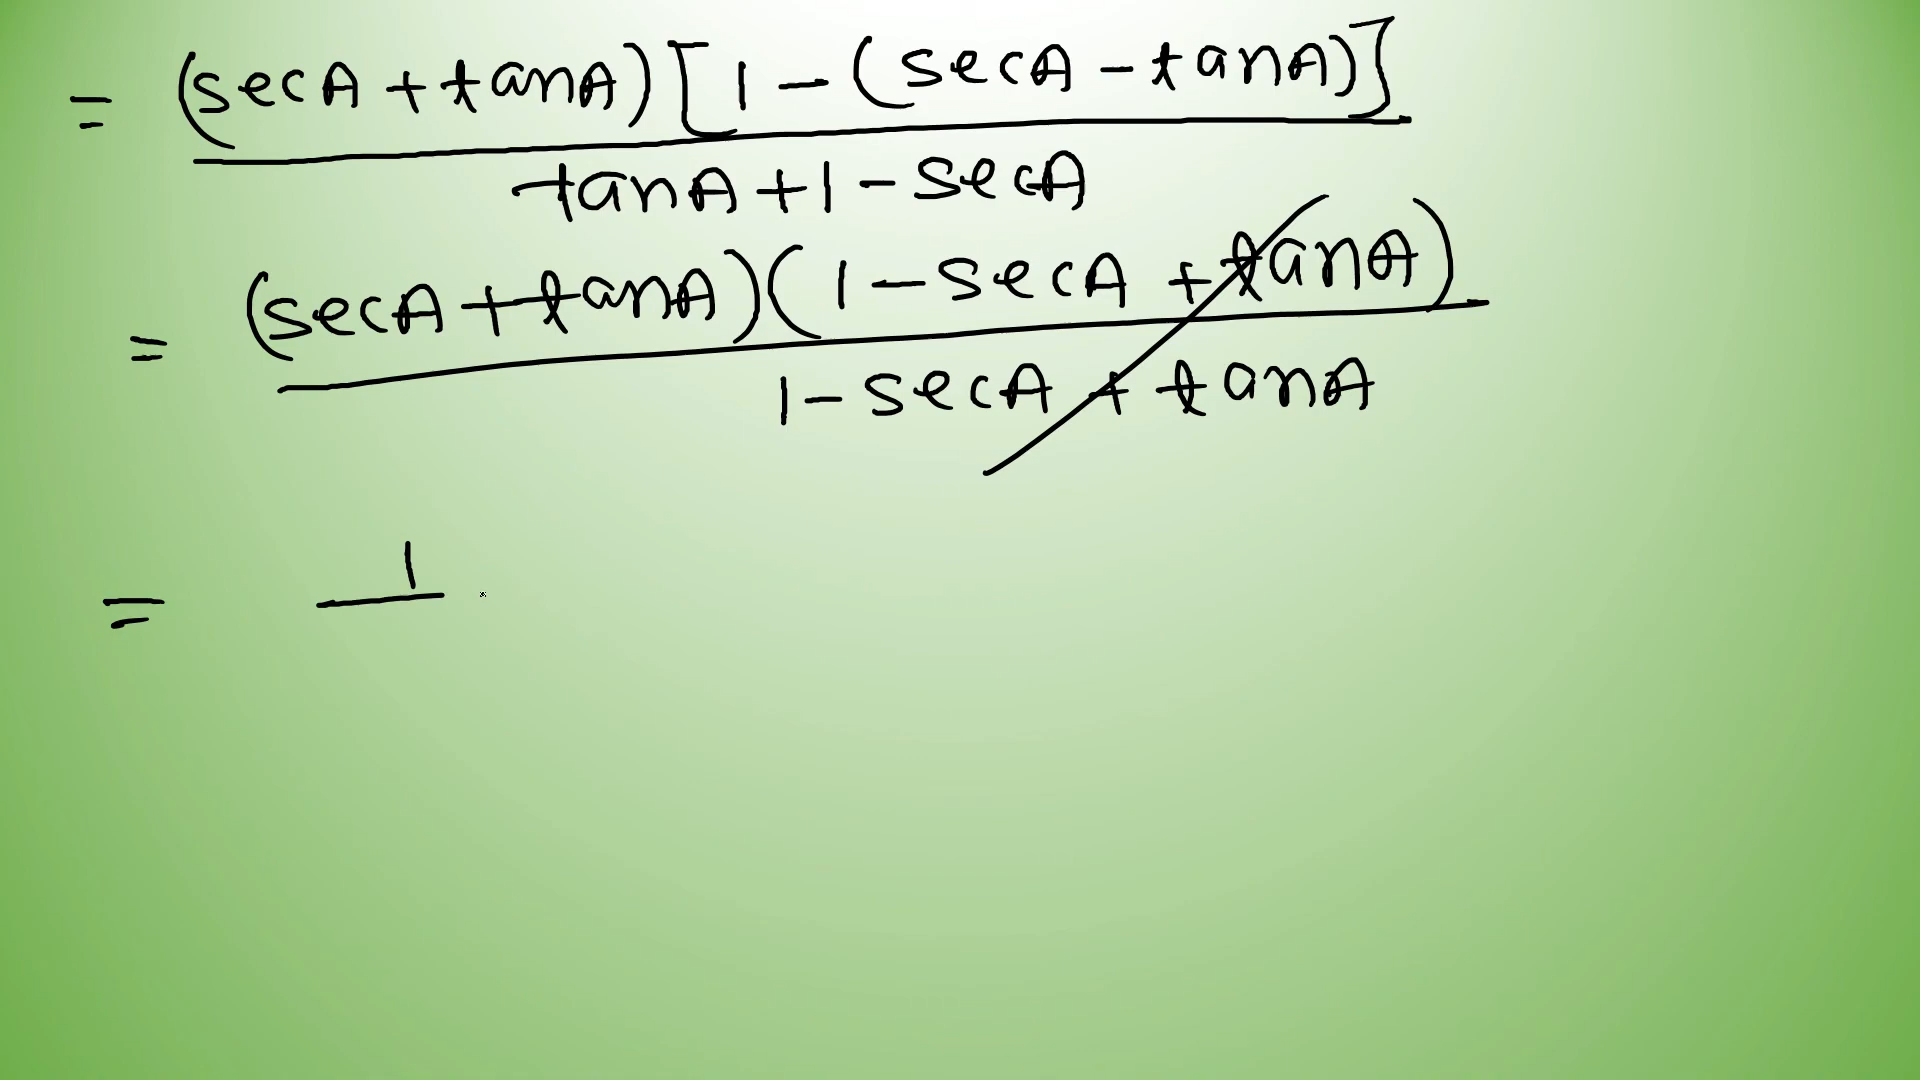 = (secA + tanA) [1 - (secA - tanA)]
tanA + 1 - secA
= (secA + tanA) (1 - secA + tanA)
1 - secA + tanA
= 1